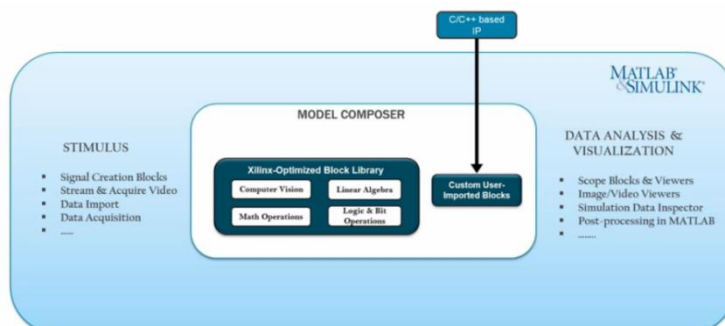 C/C++ based
IP
MATLAB®
&SIMULINK®
MODEL COMPOSER
STIMULUS
▪ Signal Creation Blocks
▪ Stream & Acquire Video
▪ Data Import
▪ Data Acquisition
▪ .....
Xilinx-Optimized Block Library
Computer Vision
Linear Algebra
Math Operations
Logic & Bit
Operations
Custom User-
Imported Blocks
DATA ANALYSIS &
VISUALIZATION
▪ Scope Blocks & Viewers
▪ Image/Video Viewers
▪ Simulation Data Inspector
▪ Post-processing in MATLAB
▪ ........